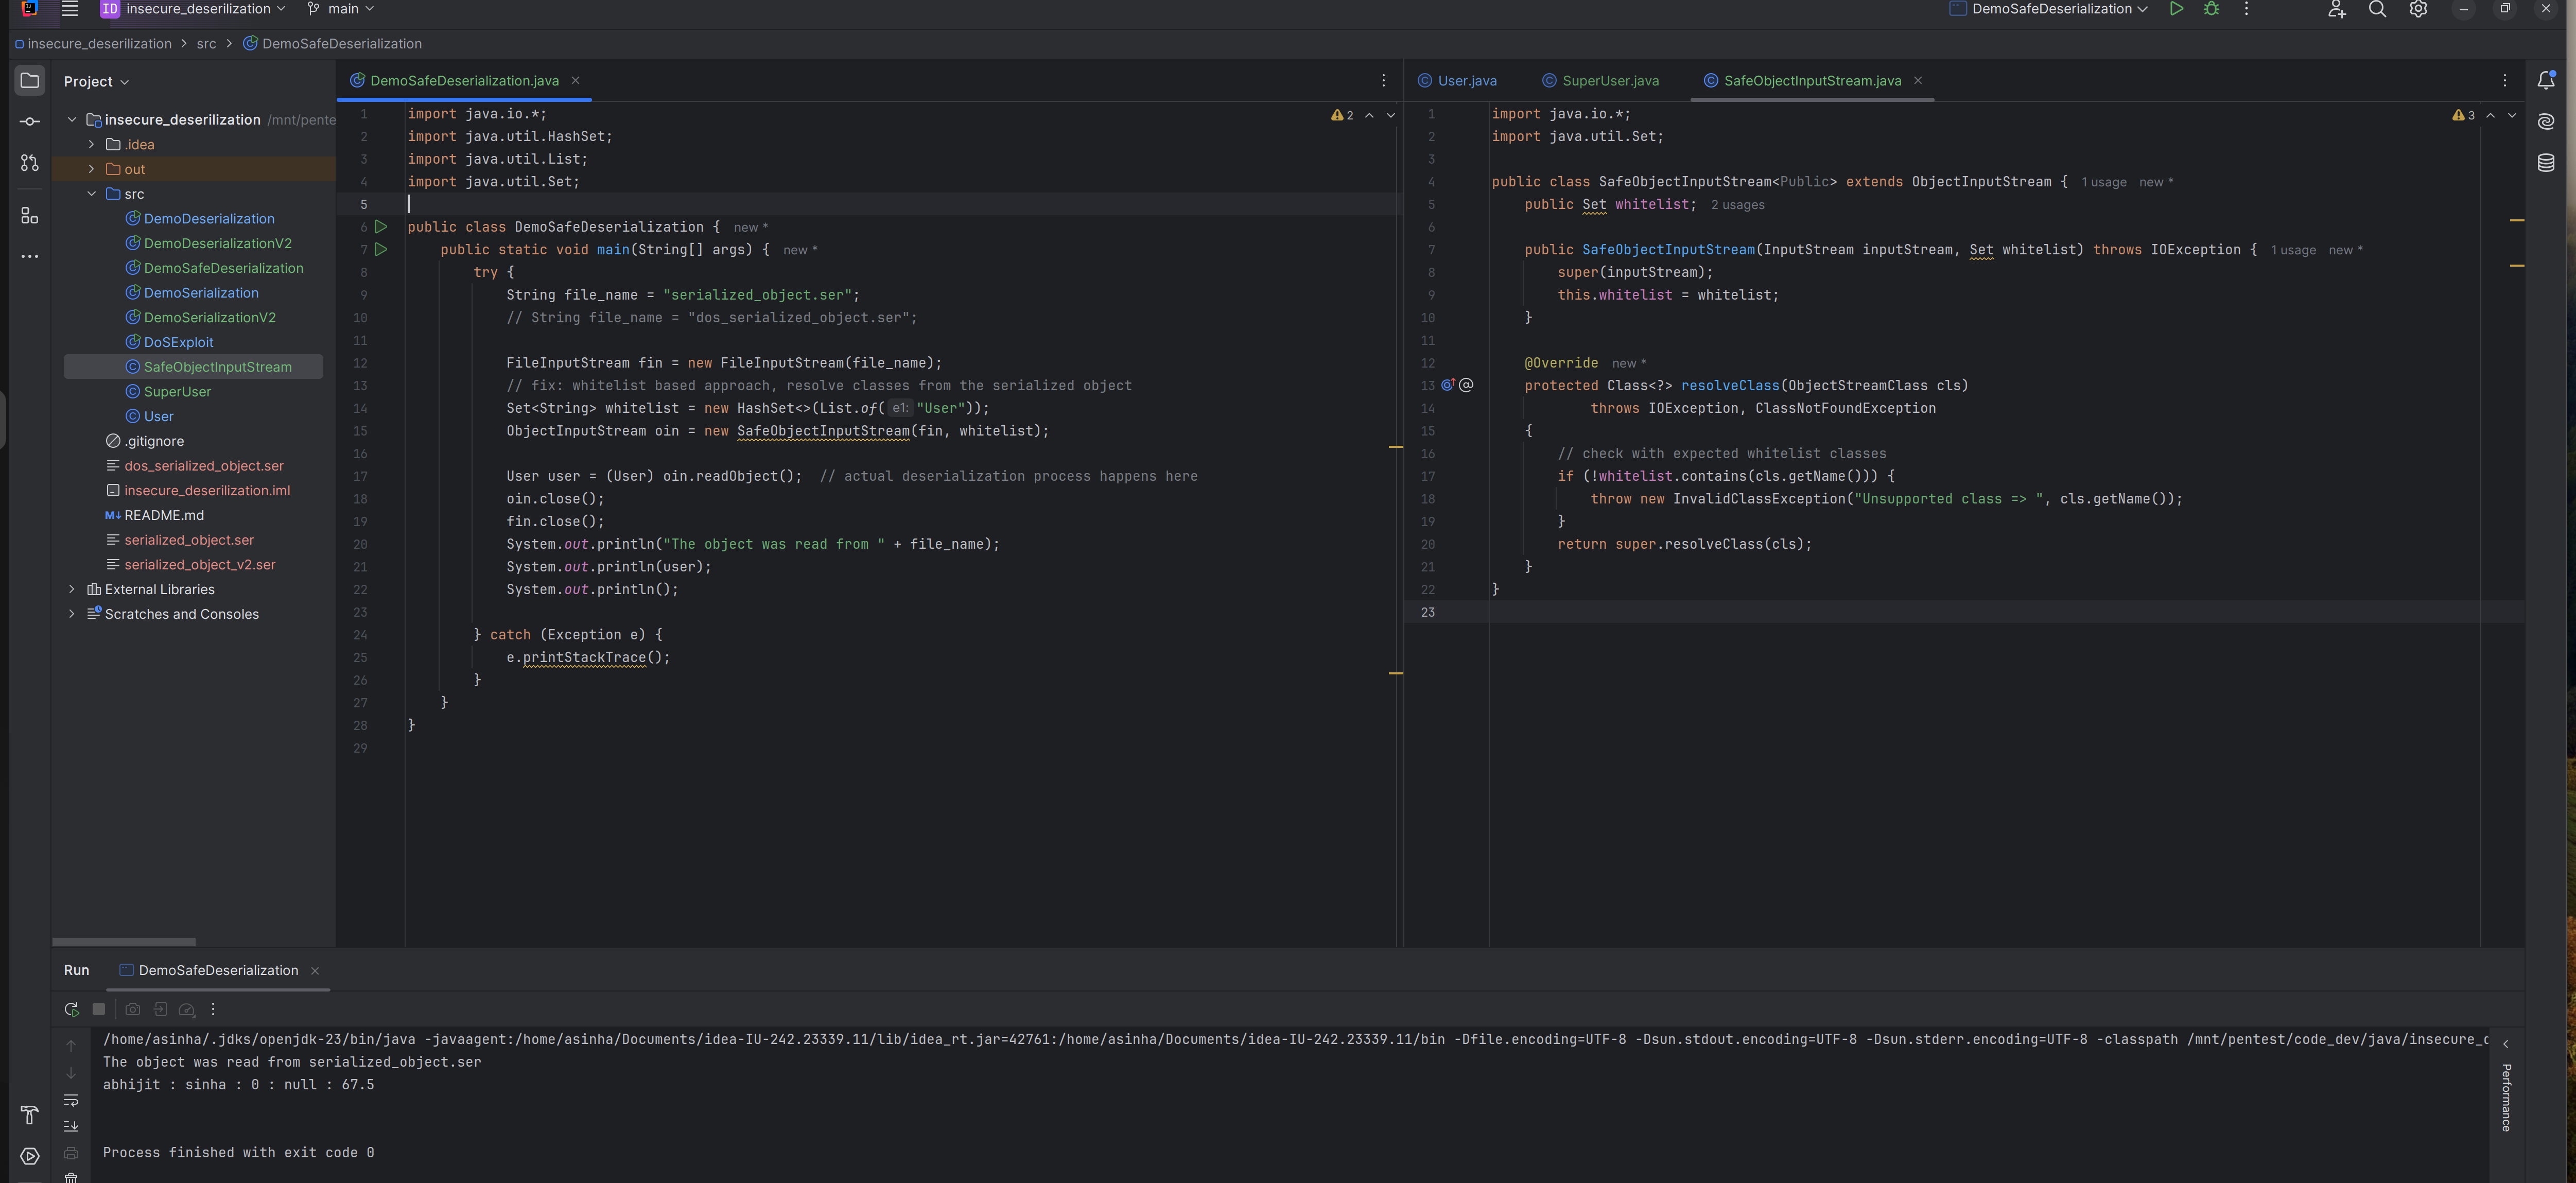 ID insecure_deserilization main DemoSafeDeserialization
insecure_deserilization > src > DemoSafeDeserialization
Project
insecure_deserilization /mnt/pente
.idea
out
src
DemoDeserialization
DemoDeserializationV2
DemoSafeDeserialization
DemoSerialization
DemoSerializationV2
DoSExploit
SafeObjectInputStream
SuperUser
User
.gitignore
dos_serialized_object.ser
insecure_deserilization.iml
README.md
serialized_object.ser
serialized_object_v2.ser
External Libraries
Scratches and Consoles
DemoSafeDeserialization.java
2
1 import java.io.*;
2 import java.util.HashSet;
3 import java.util.List;
4 import java.util.Set;
5
6 public class DemoSafeDeserialization { new *
7 public static void main(String[] args) { new *
8 try {
9 String file_name = "serialized_object.ser";
10 // String file_name = "dos_serialized_object.ser";
11
12 FileInputStream fin = new FileInputStream(file_name);
13 // fix: whitelist based approach, resolve classes from the serialized object
14 Set<String> whitelist = new HashSet<>(List.of( e1: "User"));
15 ObjectInputStream oin = new SafeObjectInputStream(fin, whitelist);
16
17 User user = (User) oin.readObject(); // actual deserialization process happens here
18 oin.close();
19 fin.close();
20 System.out.println("The object was read from " + file_name);
21 System.out.println(user);
22 System.out.println();
23
24 } catch (Exception e) {
25 e.printStackTrace();
26 }
27 }
28 }
29
User.java SuperUser.java SafeObjectInputStream.java
3
1 import java.io.*;
2 import java.util.Set;
3
4 public class SafeObjectInputStream<Public> extends ObjectInputStream { 1 usage new *
5 public Set whitelist; 2 usages
6
7 public SafeObjectInputStream(InputStream inputStream, Set whitelist) throws IOException { 1 usage new *
8 super(inputStream);
9 this.whitelist = whitelist;
10 }
11
12 @Override new *
13 protected Class<?> resolveClass(ObjectStreamClass cls)
14 throws IOException, ClassNotFoundException
15 {
16 // check with expected whitelist classes
17 if (!whitelist.contains(cls.getName())) {
18 throw new InvalidClassException("Unsupported class => ", cls.getName());
19 }
20 return super.resolveClass(cls);
21 }
22 }
23
Run DemoSafeDeserialization
/home/asinha/.jdks/openjdk-23/bin/java -javaagent:/home/asinha/Documents/idea-IU-242.23339.11/lib/idea_rt.jar=42761:/home/asinha/Documents/idea-IU-242.23339.11/bin -Dfile.encoding=UTF-8 -Dsun.stdout.encoding=UTF-8 -Dsun.stderr.encoding=UTF-8 -classpath /mnt/pentest/code_dev/java/insecure_d
The object was read from serialized_object.ser
abhijit : sinha : 0 : null : 67.5
Process finished with exit code 0
Performance